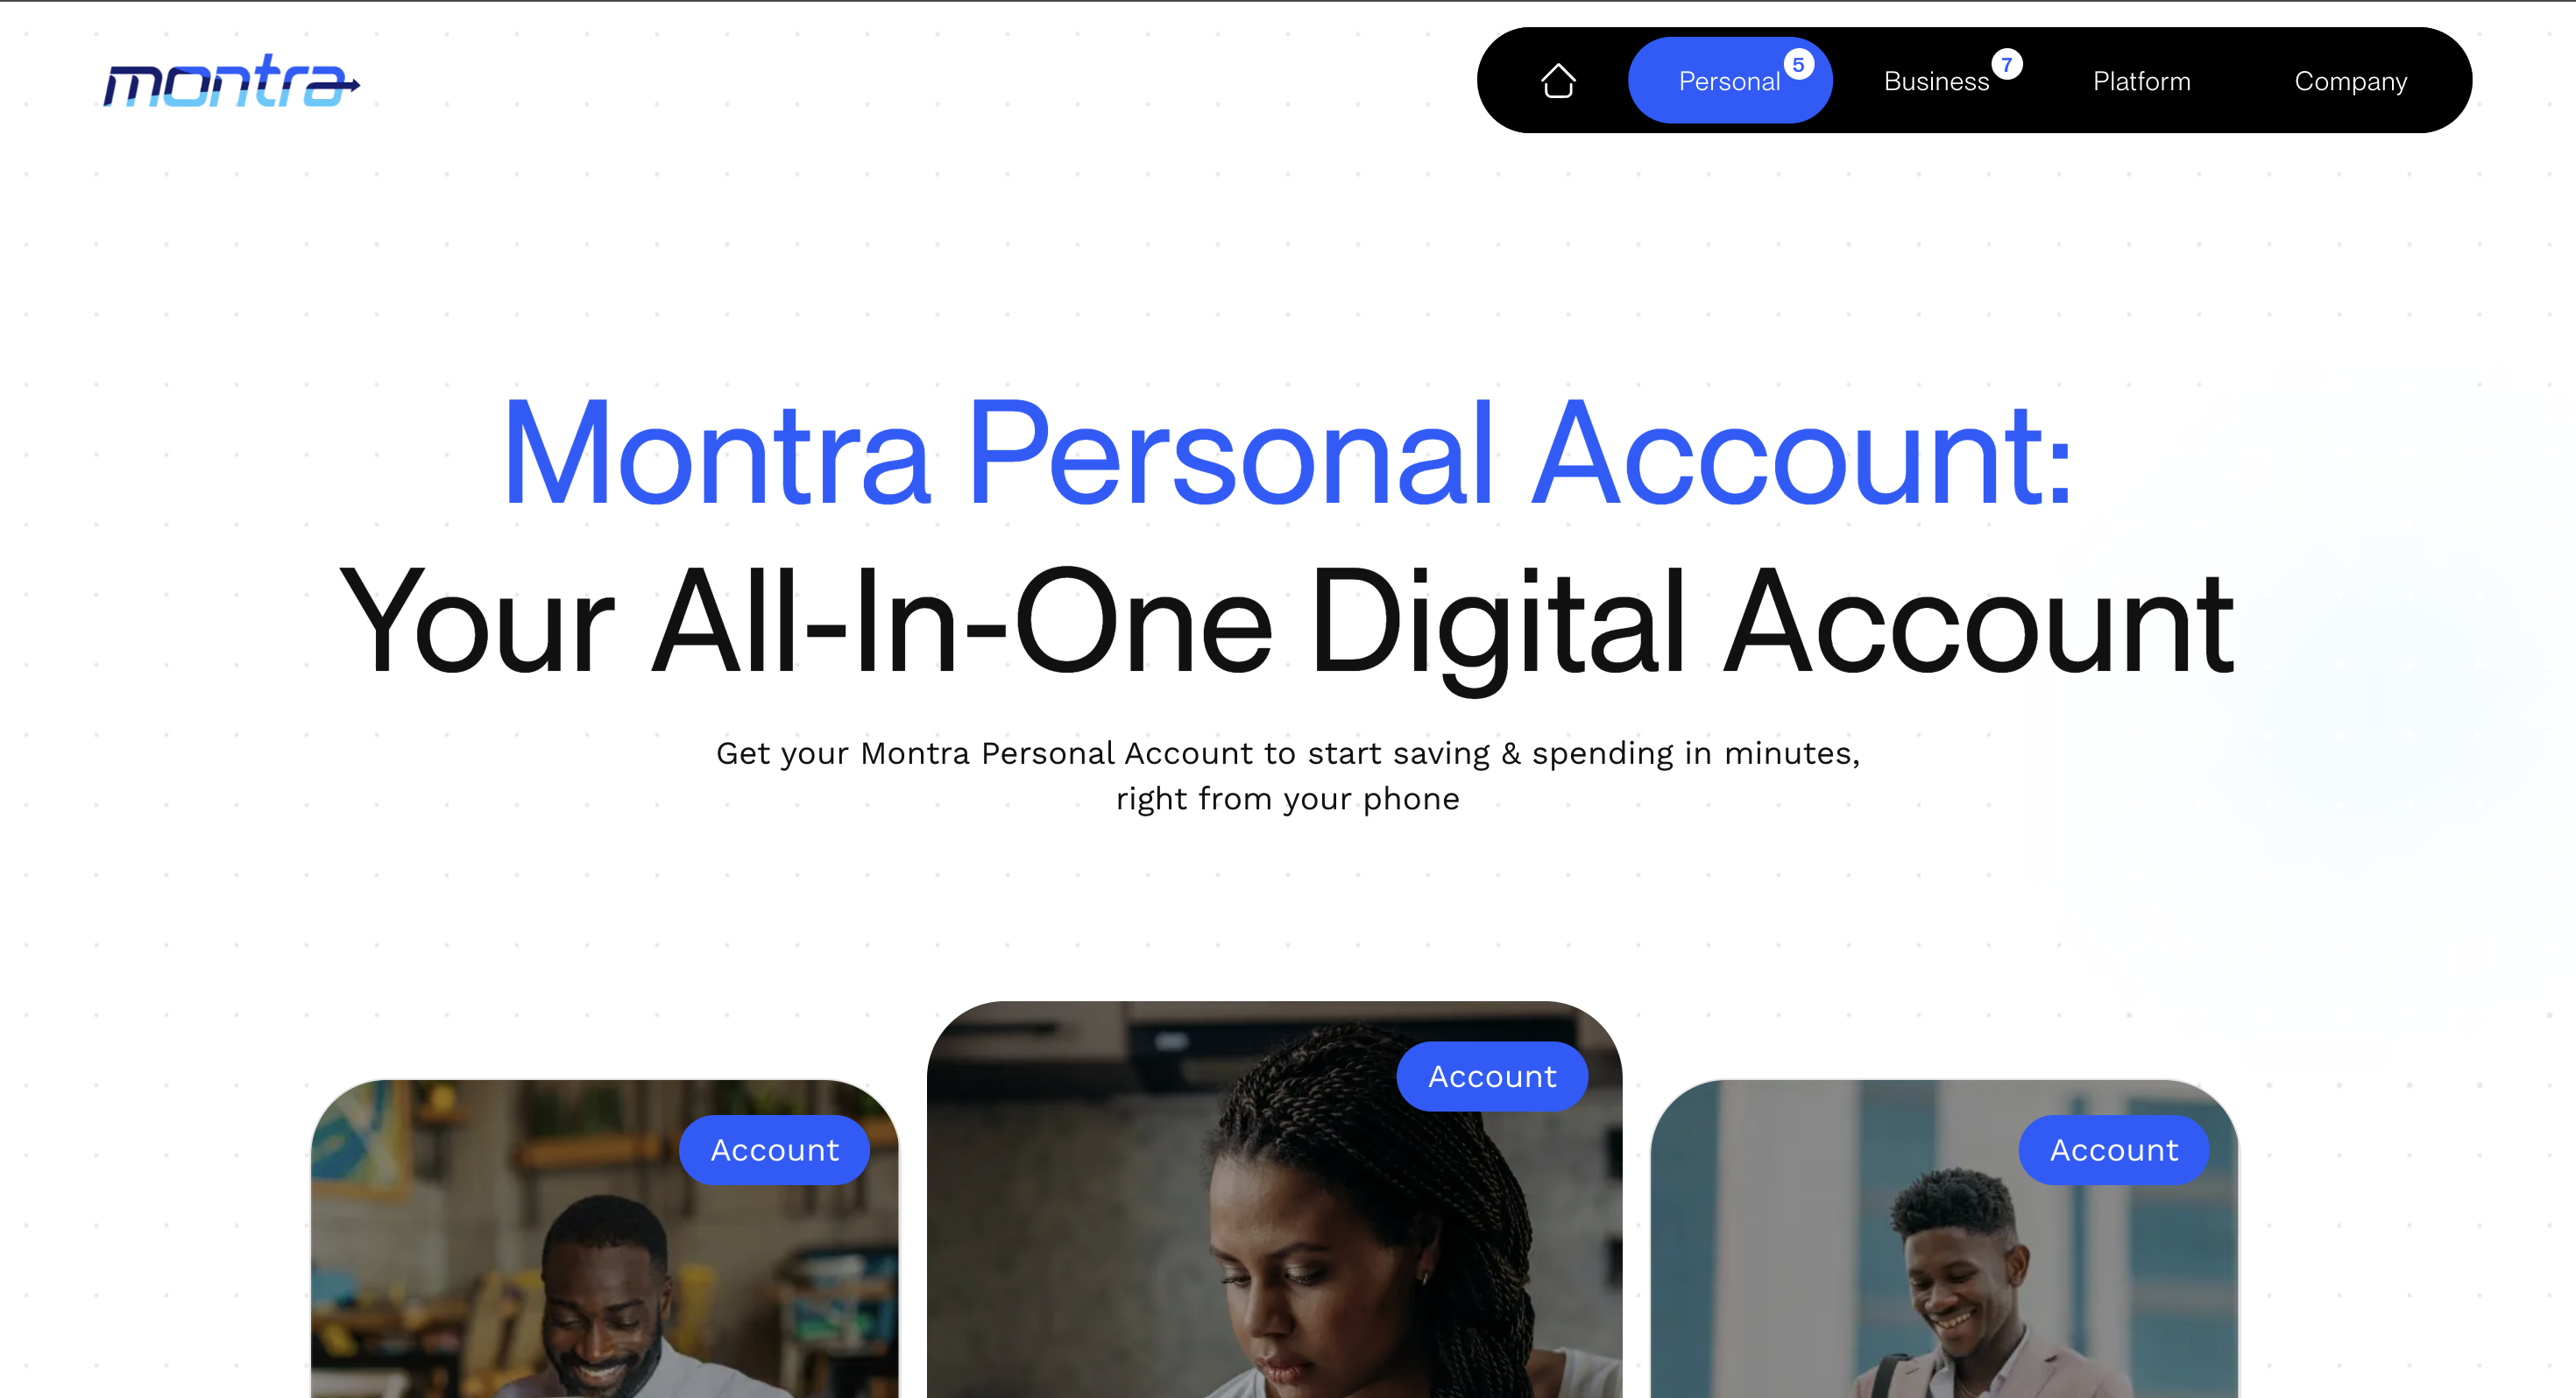 montra
Personal 5
Business 7
Platform
Company
Montra Personal Account:
Your All-In-One Digital Account
Get your Montra Personal Account to start saving & spending in minutes,
right from your phone
Account
Account
Account